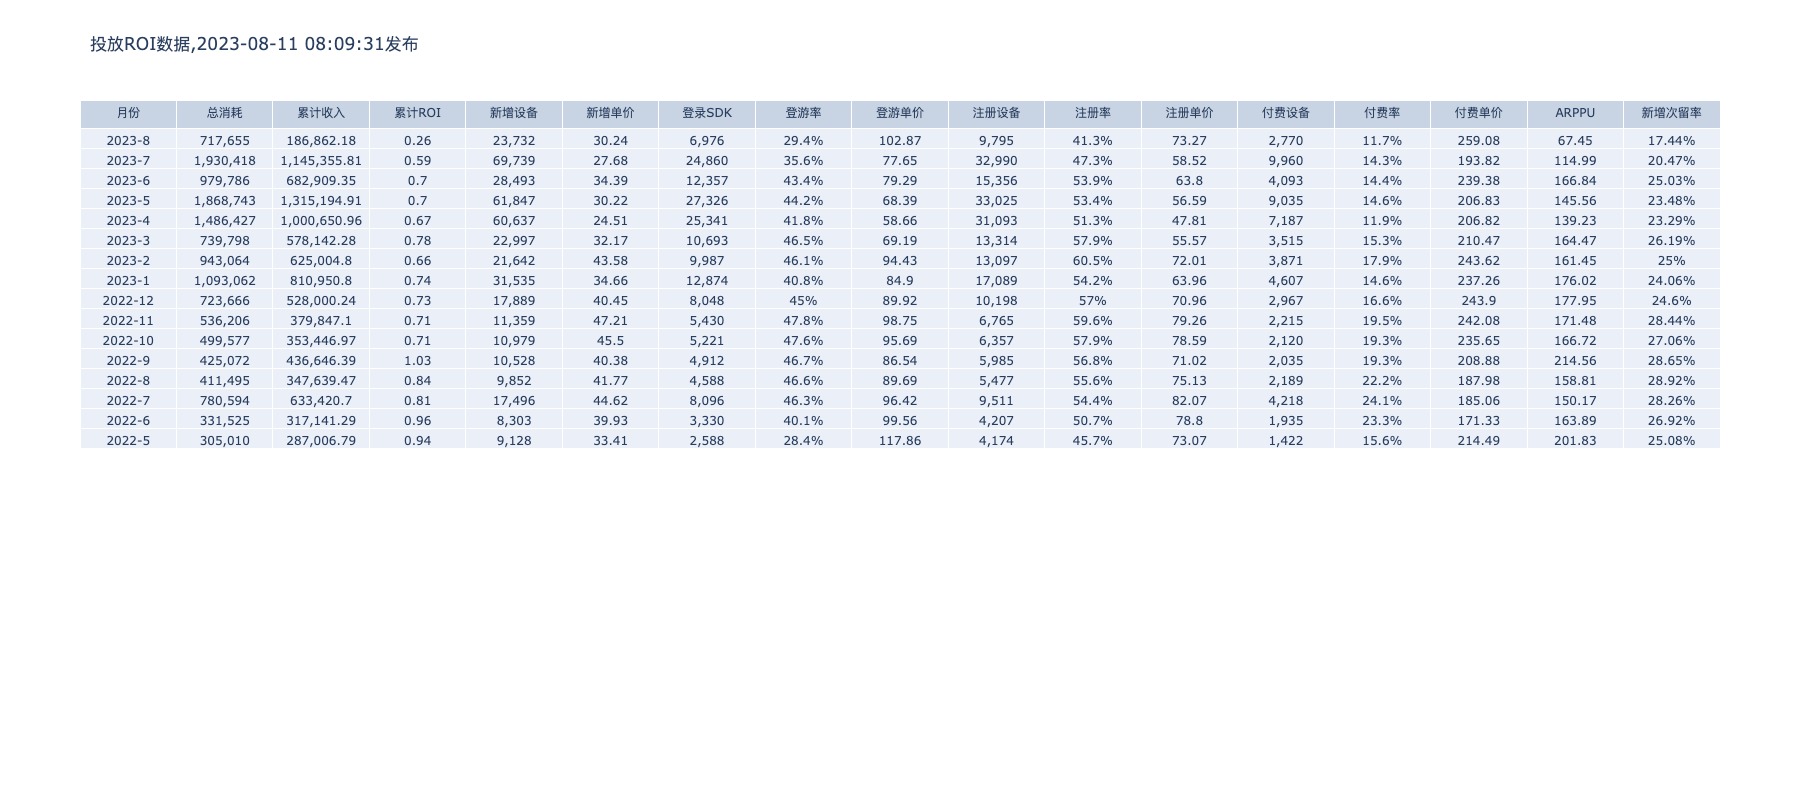 投放ROI数据,2023-08-11 08:09:31发布
月份 总消耗 累计收入 累计ROI 新增设备 新增单价 登录SDK 登游率 登游单价 注册设备 注册率 注册单价 付费设备 付费率 付费单价 ARPPU 新增次留率
2023-8 717,655 186,862.18 0.26 23,732 30.24 6,976 29.4% 102.87 9,795 41.3% 73.27 2,770 11.7% 259.08 67.45 17.44%
2023-7 1,930,418 1,145,355.81 0.59 69,739 27.68 24,860 35.6% 77.65 32,990 47.3% 58.52 9,960 14.3% 193.82 114.99 20.47%
2023-6 979,786 682,909.35 0.7 28,493 34.39 12,357 43.4% 79.29 15,356 53.9% 63.8 4,093 14.4% 239.38 166.84 25.03%
2023-5 1,868,743 1,315,194.91 0.7 61,847 30.22 27,326 44.2% 68.39 33,025 53.4% 56.59 9,035 14.6% 206.83 145.56 23.48%
2023-4 1,486,427 1,000,650.96 0.67 60,637 24.51 25,341 41.8% 58.66 31,093 51.3% 47.81 7,187 11.9% 206.82 139.23 23.29%
2023-3 739,798 578,142.28 0.78 22,997 32.17 10,693 46.5% 69.19 13,314 57.9% 55.57 3,515 15.3% 210.47 164.47 26.19%
2023-2 943,064 625,004.8 0.66 21,642 43.58 9,987 46.1% 94.43 13,097 60.5% 72.01 3,871 17.9% 243.62 161.45 25%
2023-1 1,093,062 810,950.8 0.74 31,535 34.66 12,874 40.8% 84.9 17,089 54.2% 63.96 4,607 14.6% 237.26 176.02 24.06%
2022-12 723,666 528,000.24 0.73 17,889 40.45 8,048 45% 89.92 10,198 57% 70.96 2,967 16.6% 243.9 177.95 24.6%
2022-11 536,206 379,847.1 0.71 11,359 47.21 5,430 47.8% 98.75 6,765 59.6% 79.26 2,215 19.5% 242.08 171.48 28.44%
2022-10 499,577 353,446.97 0.71 10,979 45.5 5,221 47.6% 95.69 6,357 57.9% 78.59 2,120 19.3% 235.65 166.72 27.06%
2022-9 425,072 436,646.39 1.03 10,528 40.38 4,912 46.7% 86.54 5,985 56.8% 71.02 2,035 19.3% 208.88 214.56 28.65%
2022-8 411,495 347,639.47 0.84 9,852 41.77 4,588 46.6% 89.69 5,477 55.6% 75.13 2,189 22.2% 187.98 158.81 28.92%
2022-7 780,594 633,420.7 0.81 17,496 44.62 8,096 46.3% 96.42 9,511 54.4% 82.07 4,218 24.1% 185.06 150.17 28.26%
2022-6 331,525 317,141.29 0.96 8,303 39.93 3,330 40.1% 99.56 4,207 50.7% 78.8 1,935 23.3% 171.33 163.89 26.92%
2022-5 305,010 287,006.79 0.94 9,128 33.41 2,588 28.4% 117.86 4,174 45.7% 73.07 1,422 15.6% 214.49 201.83 25.08%